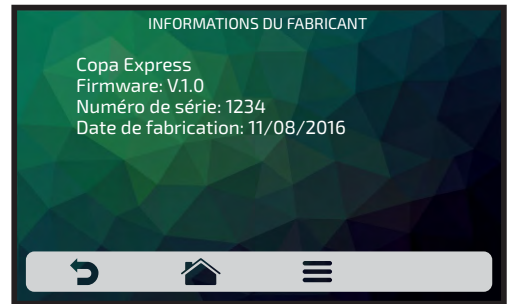 INFORMATIONS DU FABRICANT
Copa Express
Firmware: V.1.0
Numéro de série: 1234
Date de fabrication: 11/08/2016